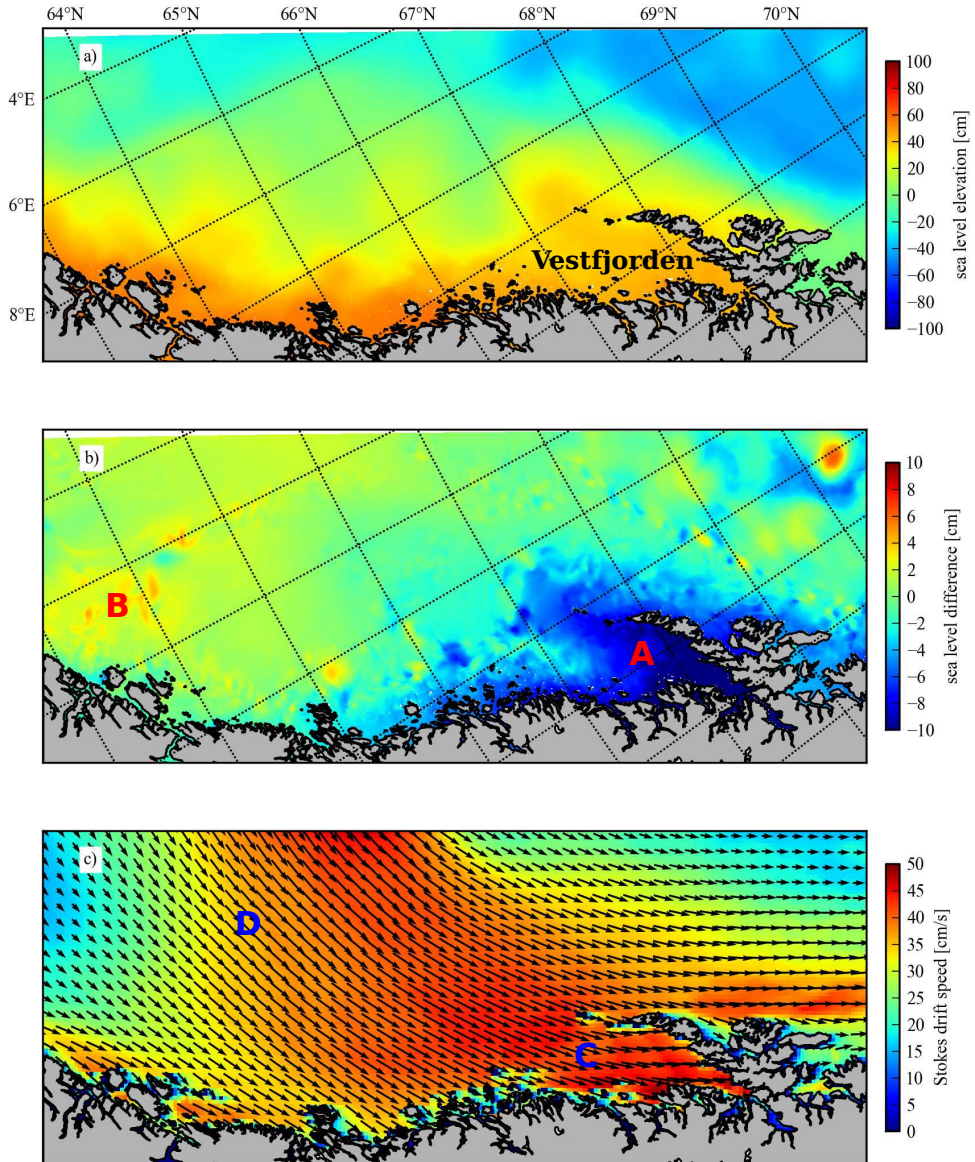 64°N 65°N 66°N 67°N 68°N 69°N 70°N
a)
4°E
6°E
8°E
Vestfjorden
100
80
60
40
20
0
−20
−40
−60
−80
−100
sea level elevation [cm]
b)
B
A
10
8
6
4
2
0
−2
−4
−6
−8
−10
sea level difference [cm]
c)
D
C
50
45
40
35
30
25
20
15
10
5
0
Stokes drift speed [cm/s]